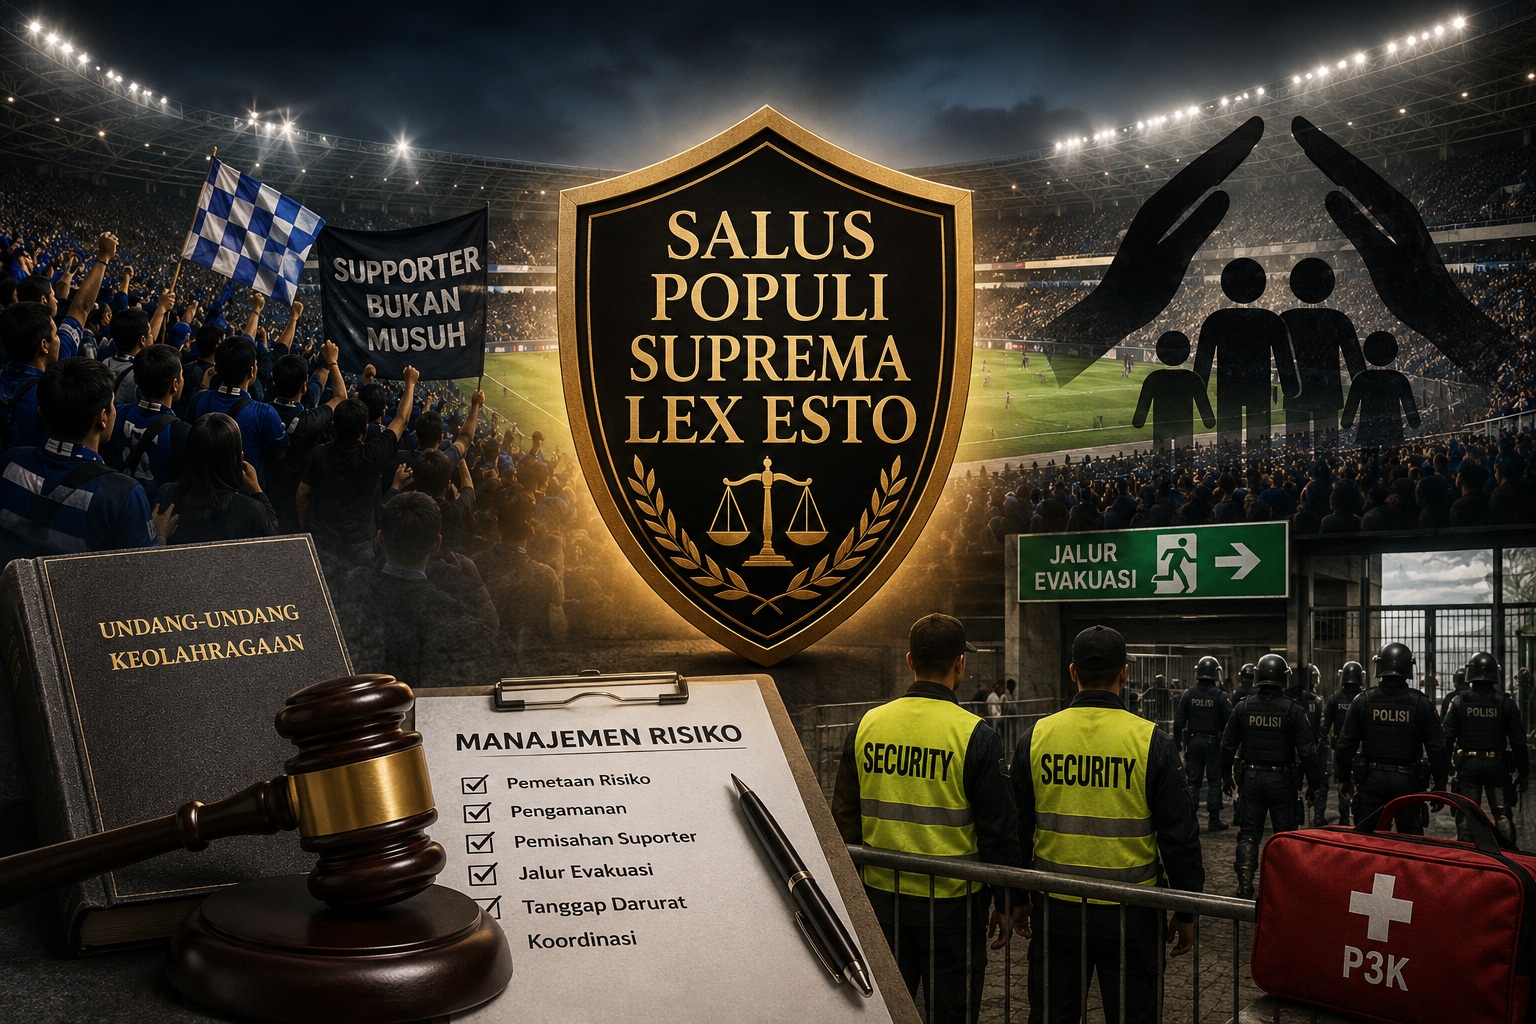 SUPPORTER
BUKAN
MUSUH
SALUS
POPULI
SUPREMA
LEX ESTO
JALUR
EVAKUASI
UNDANG-UNDANG
KEOLAHRAGAAN
MANAJEMEN RISIKO
Pemetaan Risiko
Pengamanan
Pemisahan Suporter
Jalur Evakuasi
Tanggap Darurat
Koordinasi
SECURITY
SECURITY
POLISI
POLISI
POLISI
POLISI
P3K